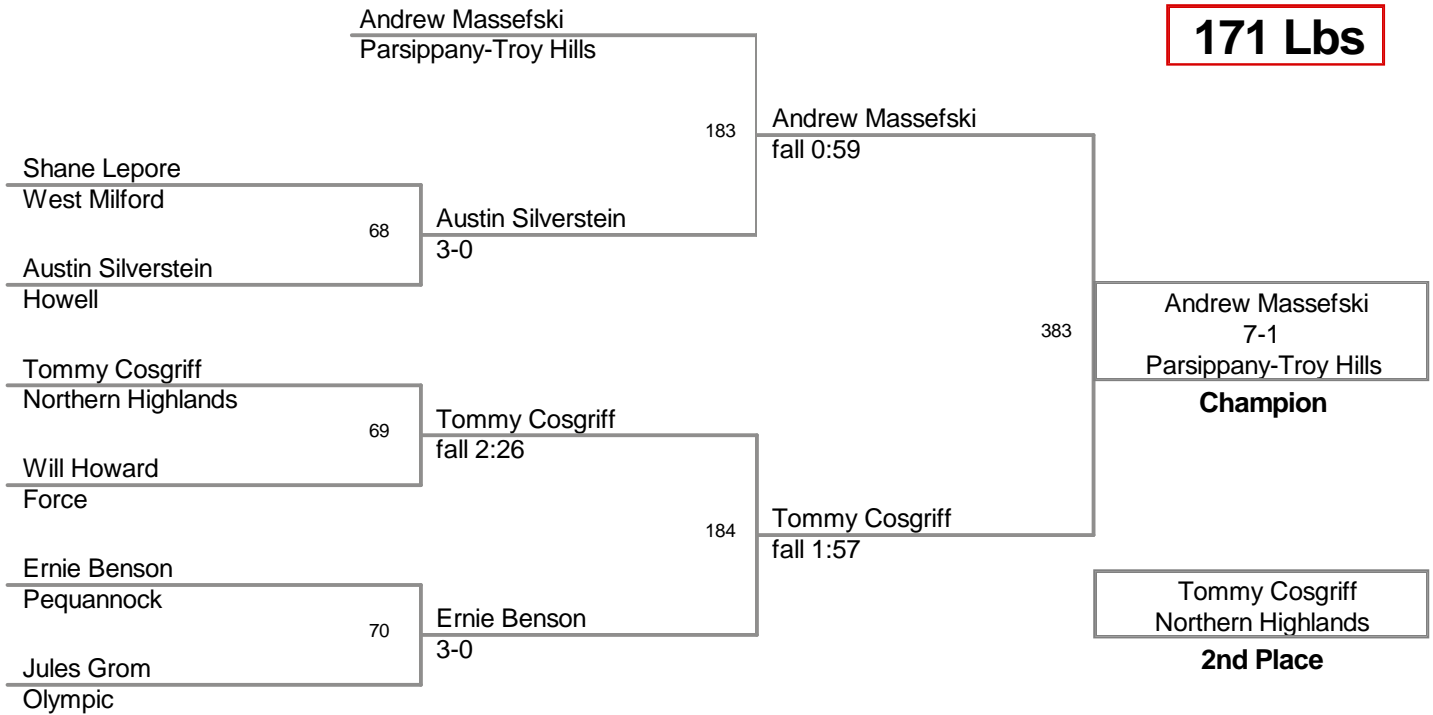 Andrew Massefski
Parsippany-Troy Hills
171 Lbs
183
Andrew Massefski
fall 0:59
Shane Lepore
West Milford
68
Austin Silverstein
3-0
Austin Silverstein
Howell
383
Andrew Massefski
7-1
Parsippany-Troy Hills
Champion
Tommy Cosgriff
Northern Highlands
69
Tommy Cosgriff
fall 2:26
Will Howard
Force
184
Tommy Cosgriff
fall 1:57
Ernie Benson
Pequannock
70
Ernie Benson
3-0
Jules Grom
Olympic
Tommy Cosgriff
Northern Highlands
2nd Place